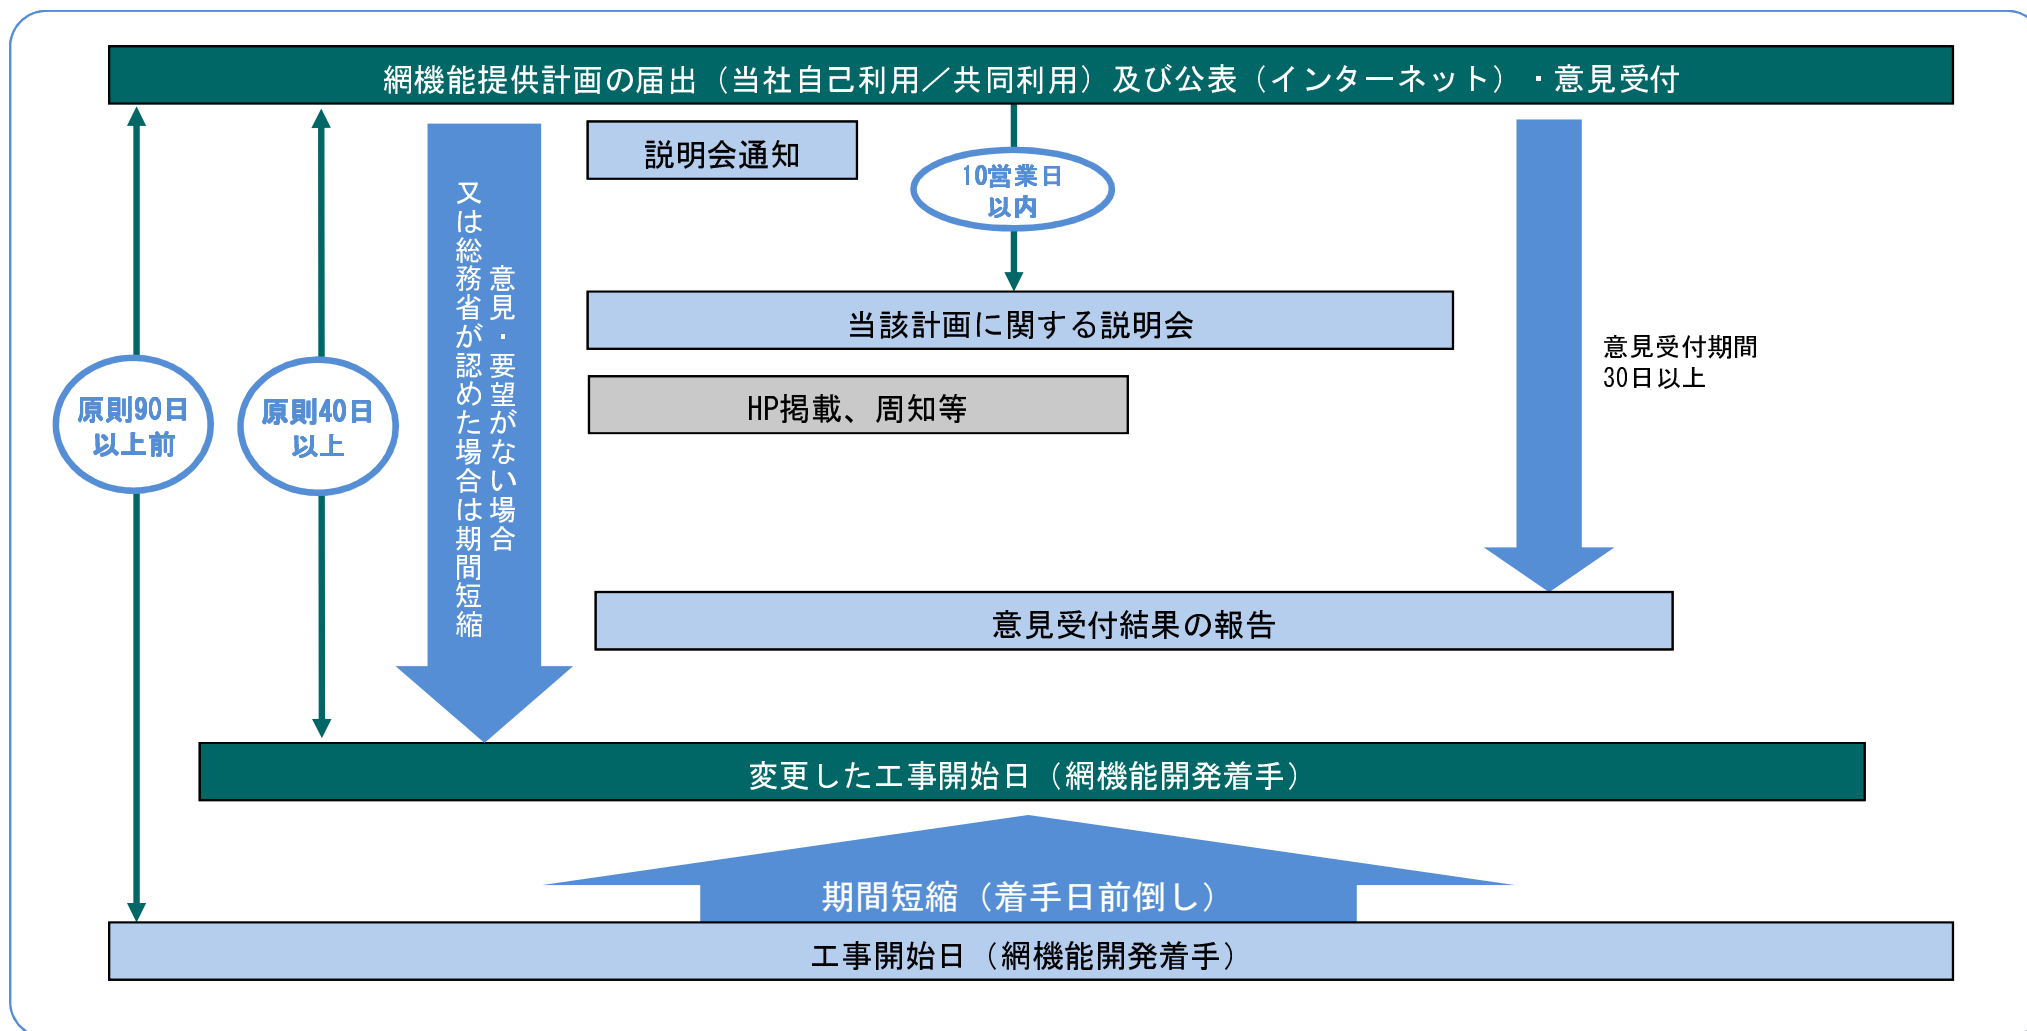 網機能提供計画の届出（当社自己利用／共同利用）及び公表（インターネット）・意見受付
説明会通知
10営業日
以内
意見・要望がない場合
又は総務省が認めた場合は期間短縮
当該計画に関する説明会
意見受付期間
30日以上
HP掲載、周知等
原則90日
以上前
原則40日
以上
意見受付結果の報告
変更した工事開始日（網機能開発着手）
期間短縮（着手日前倒し）
工事開始日（網機能開発着手）